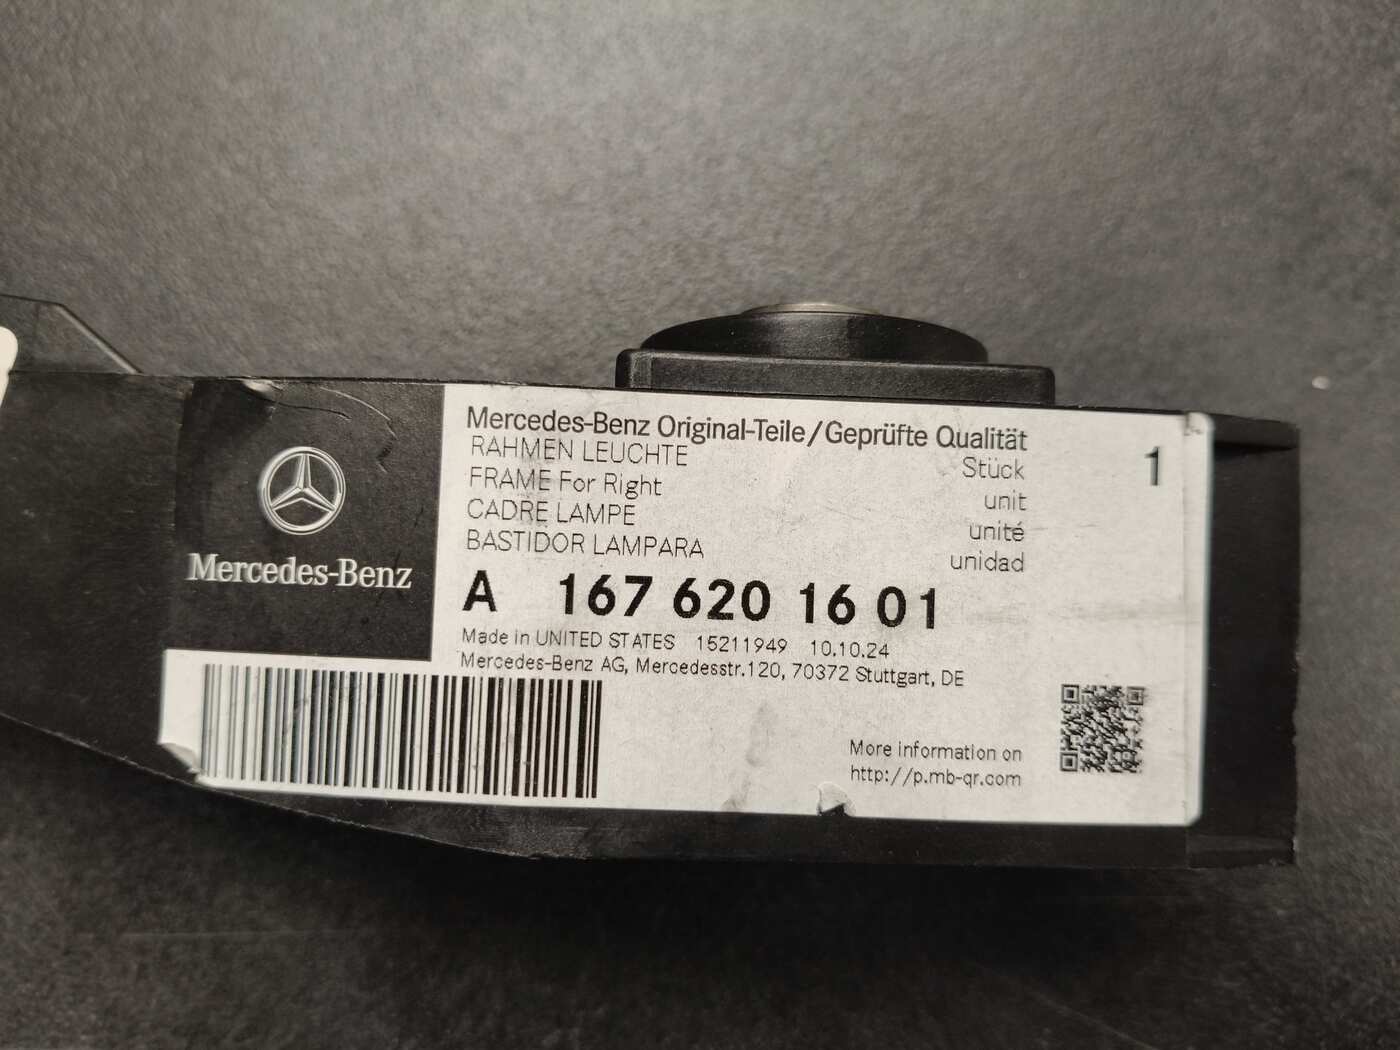 Mercedes-Benz
Mercedes-Benz Original-Teile/Geprüfte Qualität
RAHMEN LEUCHTE Stück 1
FRAME For Right unit
CADRE LAMPE unité
BASTIDOR LAMPARA unidad
A 167 620 16 01
Made in UNITED STATES 15211949 10.10.24
Mercedes-Benz AG, Mercedesstr.120, 70372 Stuttgart, DE
More information on
http://p.mb-qr.com